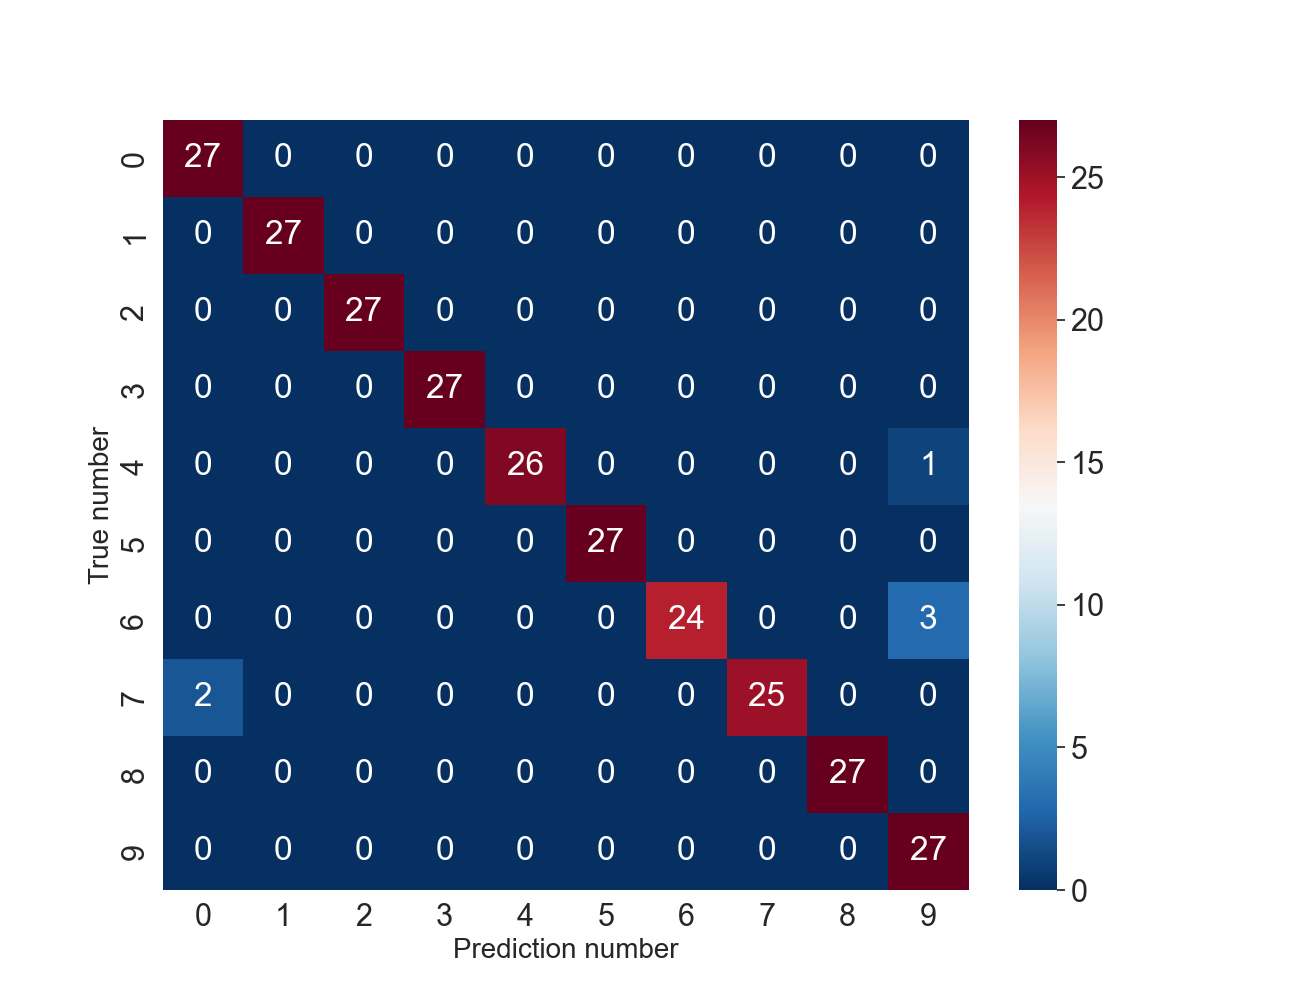 0 27 0 0 0 0 0 0 0 0 0
1 0 27 0 0 0 0 0 0 0 0
2 0 0 27 0 0 0 0 0 0 0
3 0 0 0 27 0 0 0 0 0 0
4 0 0 0 0 26 0 0 0 0 1
5 0 0 0 0 0 27 0 0 0 0
6 0 0 0 0 0 0 24 0 0 3
7 2 0 0 0 0 0 0 25 0 0
8 0 0 0 0 0 0 0 0 27 0
9 0 0 0 0 0 0 0 0 0 27
0 1 2 3 4 5 6 7 8 9
Prediction number
True number
25
20
15
10
5
0